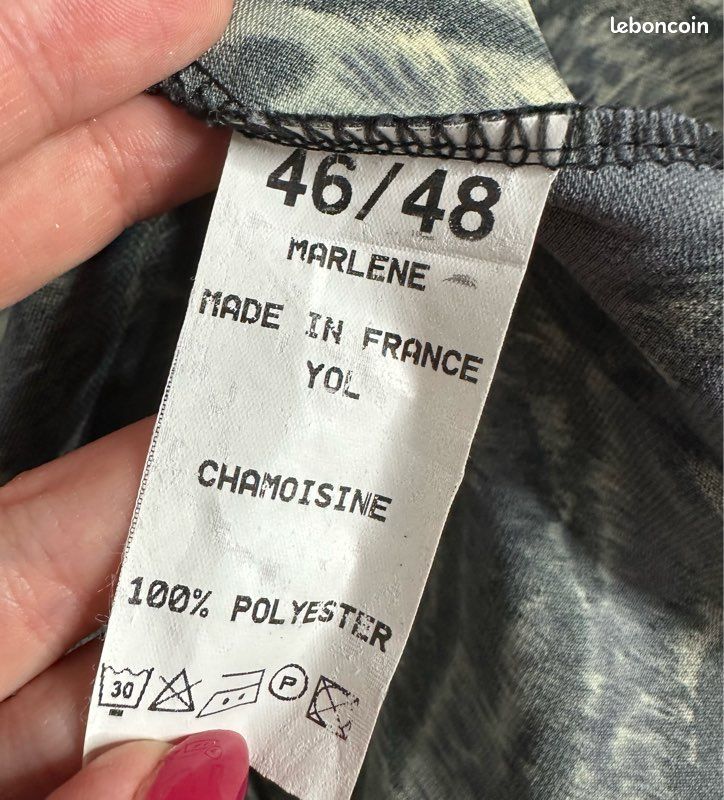 leboncoin
46/48
MARLENE
MADE IN FRANCE
YOL
CHAMOISINE
100% POLYESTER
30
P